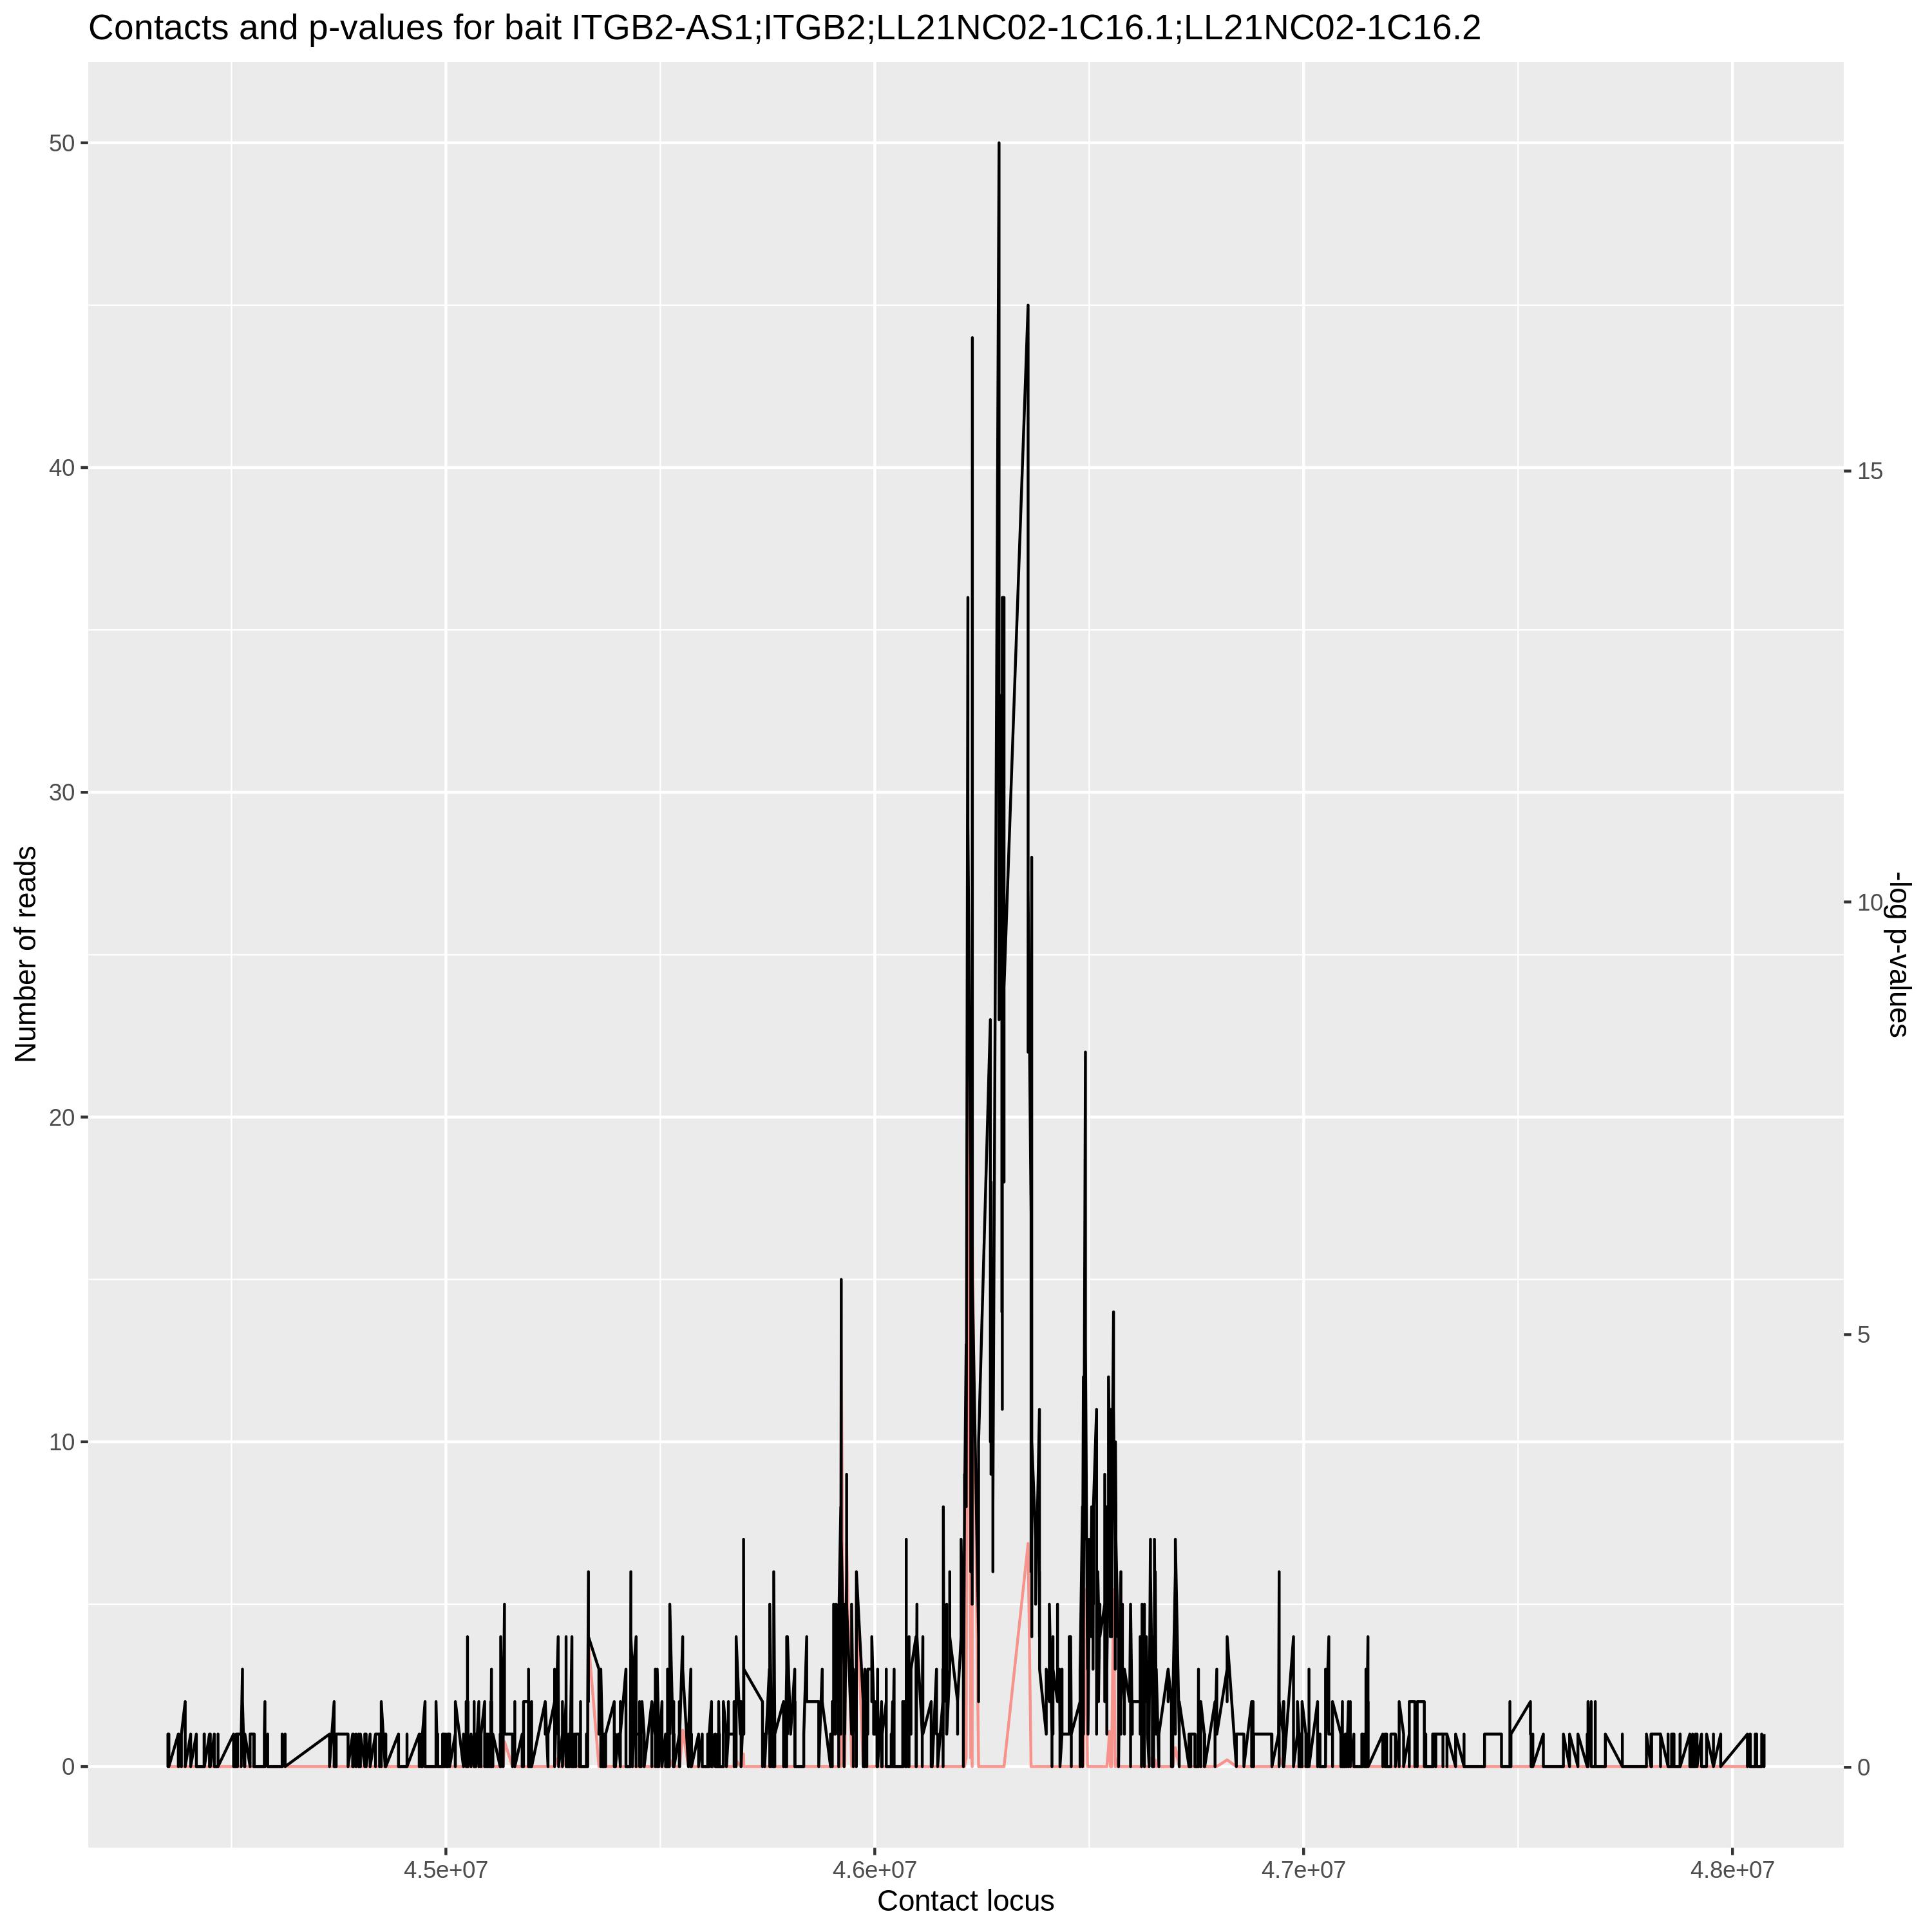 Contacts and p-values for bait ITGB2-AS1;ITGB2;LL21NC02-1C16.1;LL21NC02-1C16.2
50
40
30
20
10
0
Number of reads
15
10
5
0
-log p-values
4.5e+07
4.6e+07
4.7e+07
4.8e+07
Contact locus